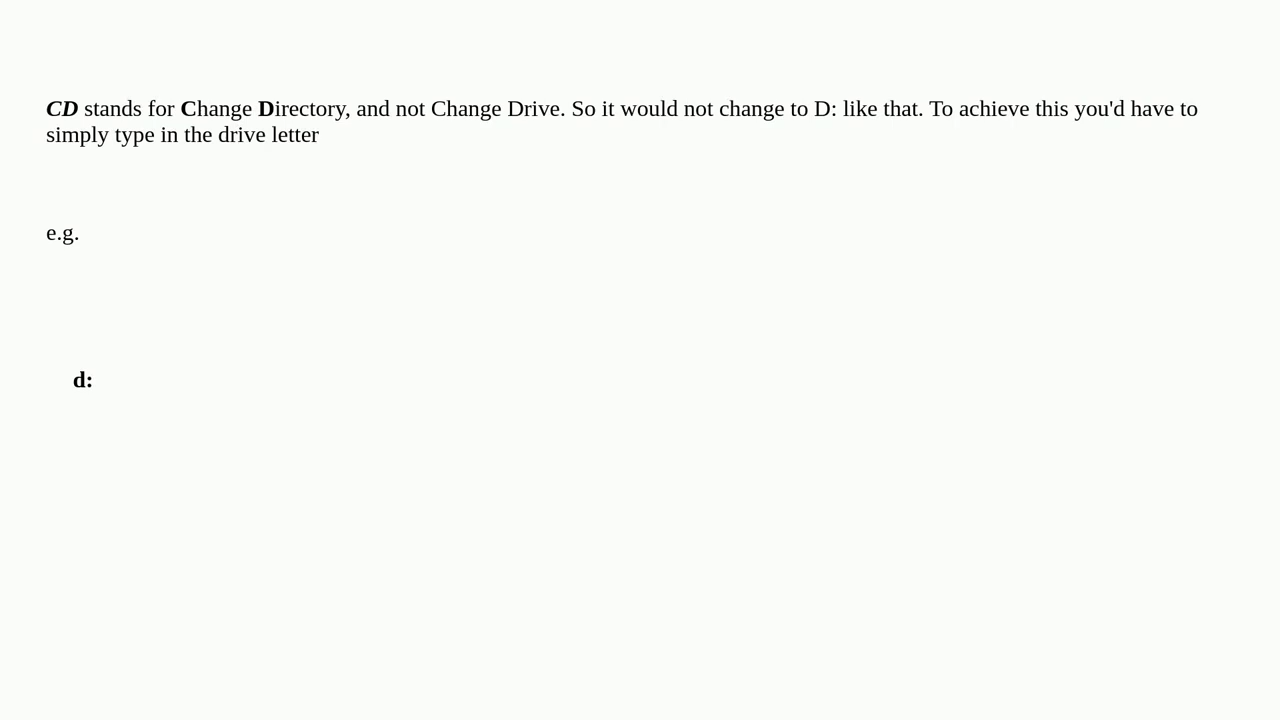 CD stands for Change Directory, and not Change Drive. So it would not change to D: like that. To achieve this you'd have to
simply type in the drive letter
e.g.
d: